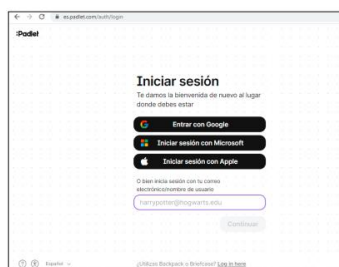 es.padlet.com/auth/login
:Padlet
Iniciar sesión
Te damos la bienvenida de nuevo al lugar
donde debes estar
Entrar con Google
Iniciar sesión con Microsoft
Iniciar sesión con Apple
O bien inicia sesión con tu correo
electrónico/nombre de usuario
harrypotter@hogwarts.edu
Continuar
Español
¿Utilizas Backpack o Briefcase? Log in here